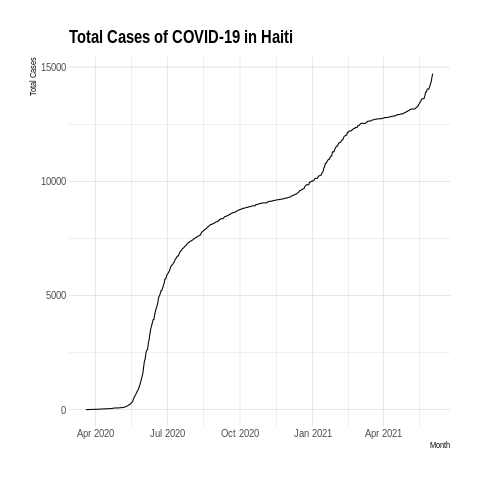 Total Cases of COVID-19 in Haiti
Total Cases
15000
10000
5000
0
Apr 2020 Jul 2020 Oct 2020 Jan 2021 Apr 2021
Month